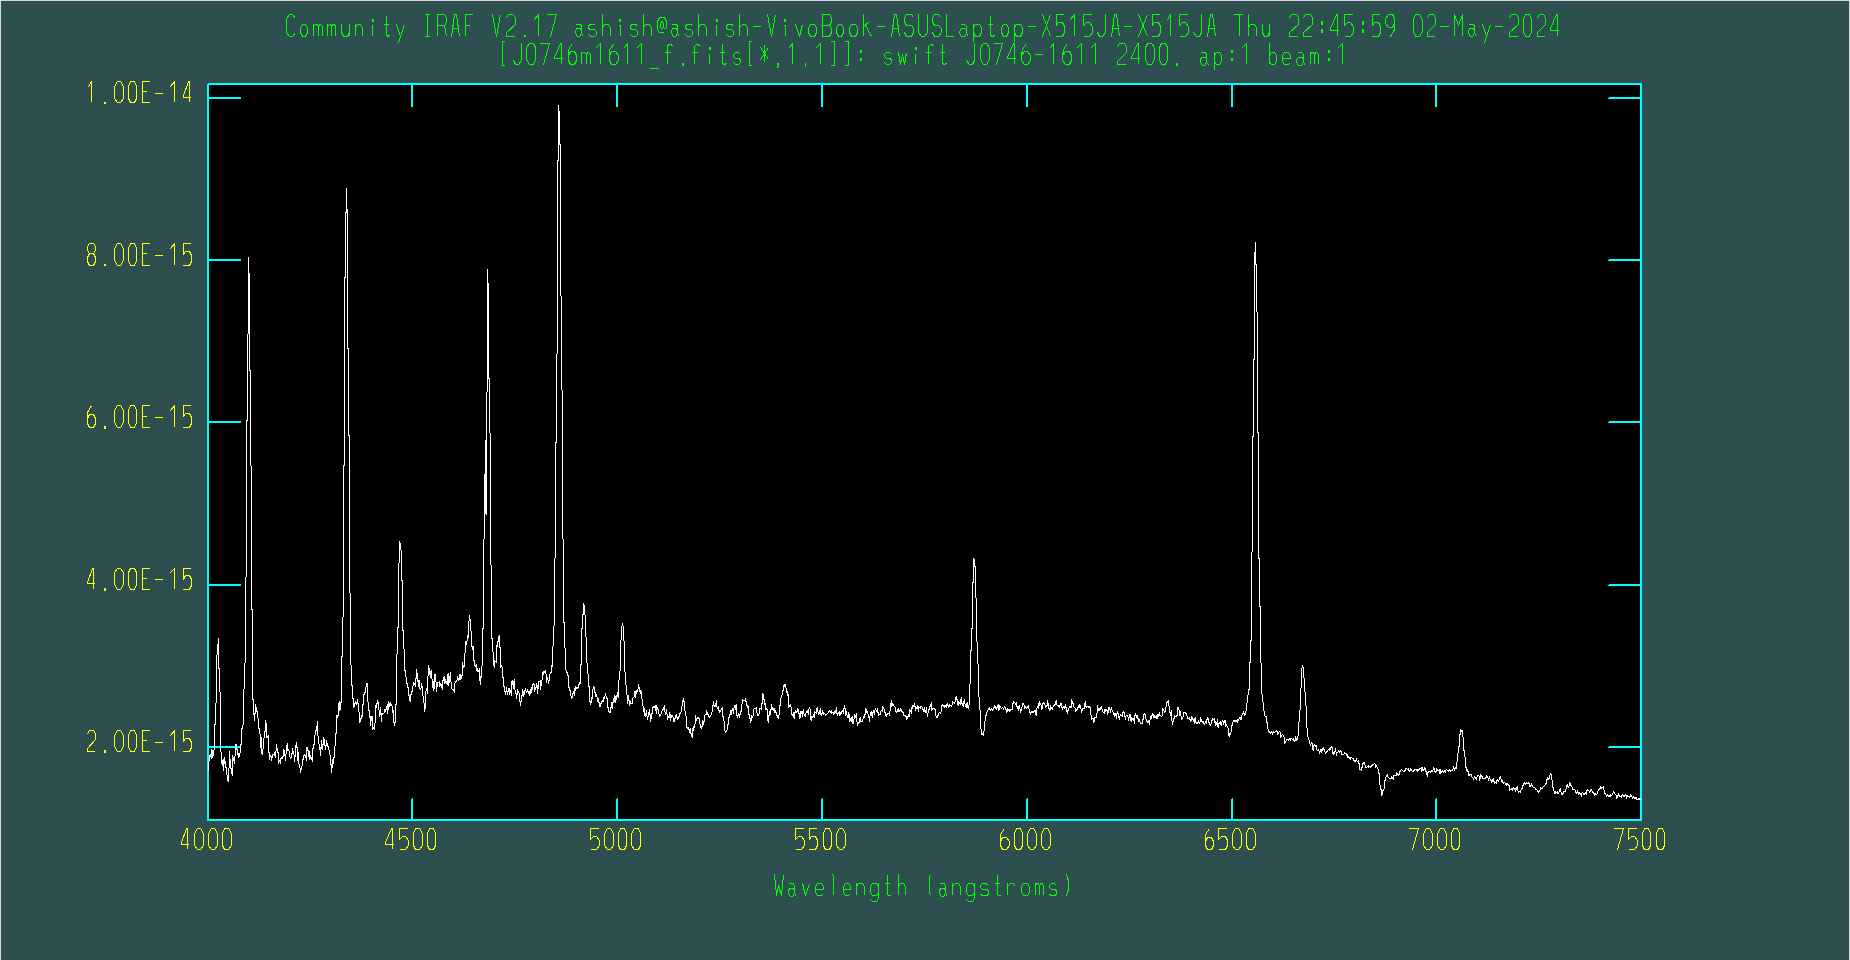 Community IRAF V2.17 ashish@ashish-VivoBook-ASUSLaptop-X515JA-X515JA Thu 22:45:59 02-May-2024
[J0746m1611_f.fits[*,1,1]]: swift J0746-1611 2400. ap:1 beam:1
1.00E-14
8.00E-15
6.00E-15
4.00E-15
2.00E-15
4000 4500 5000 5500 6000 6500 7000 7500
Wavelength (angstroms)